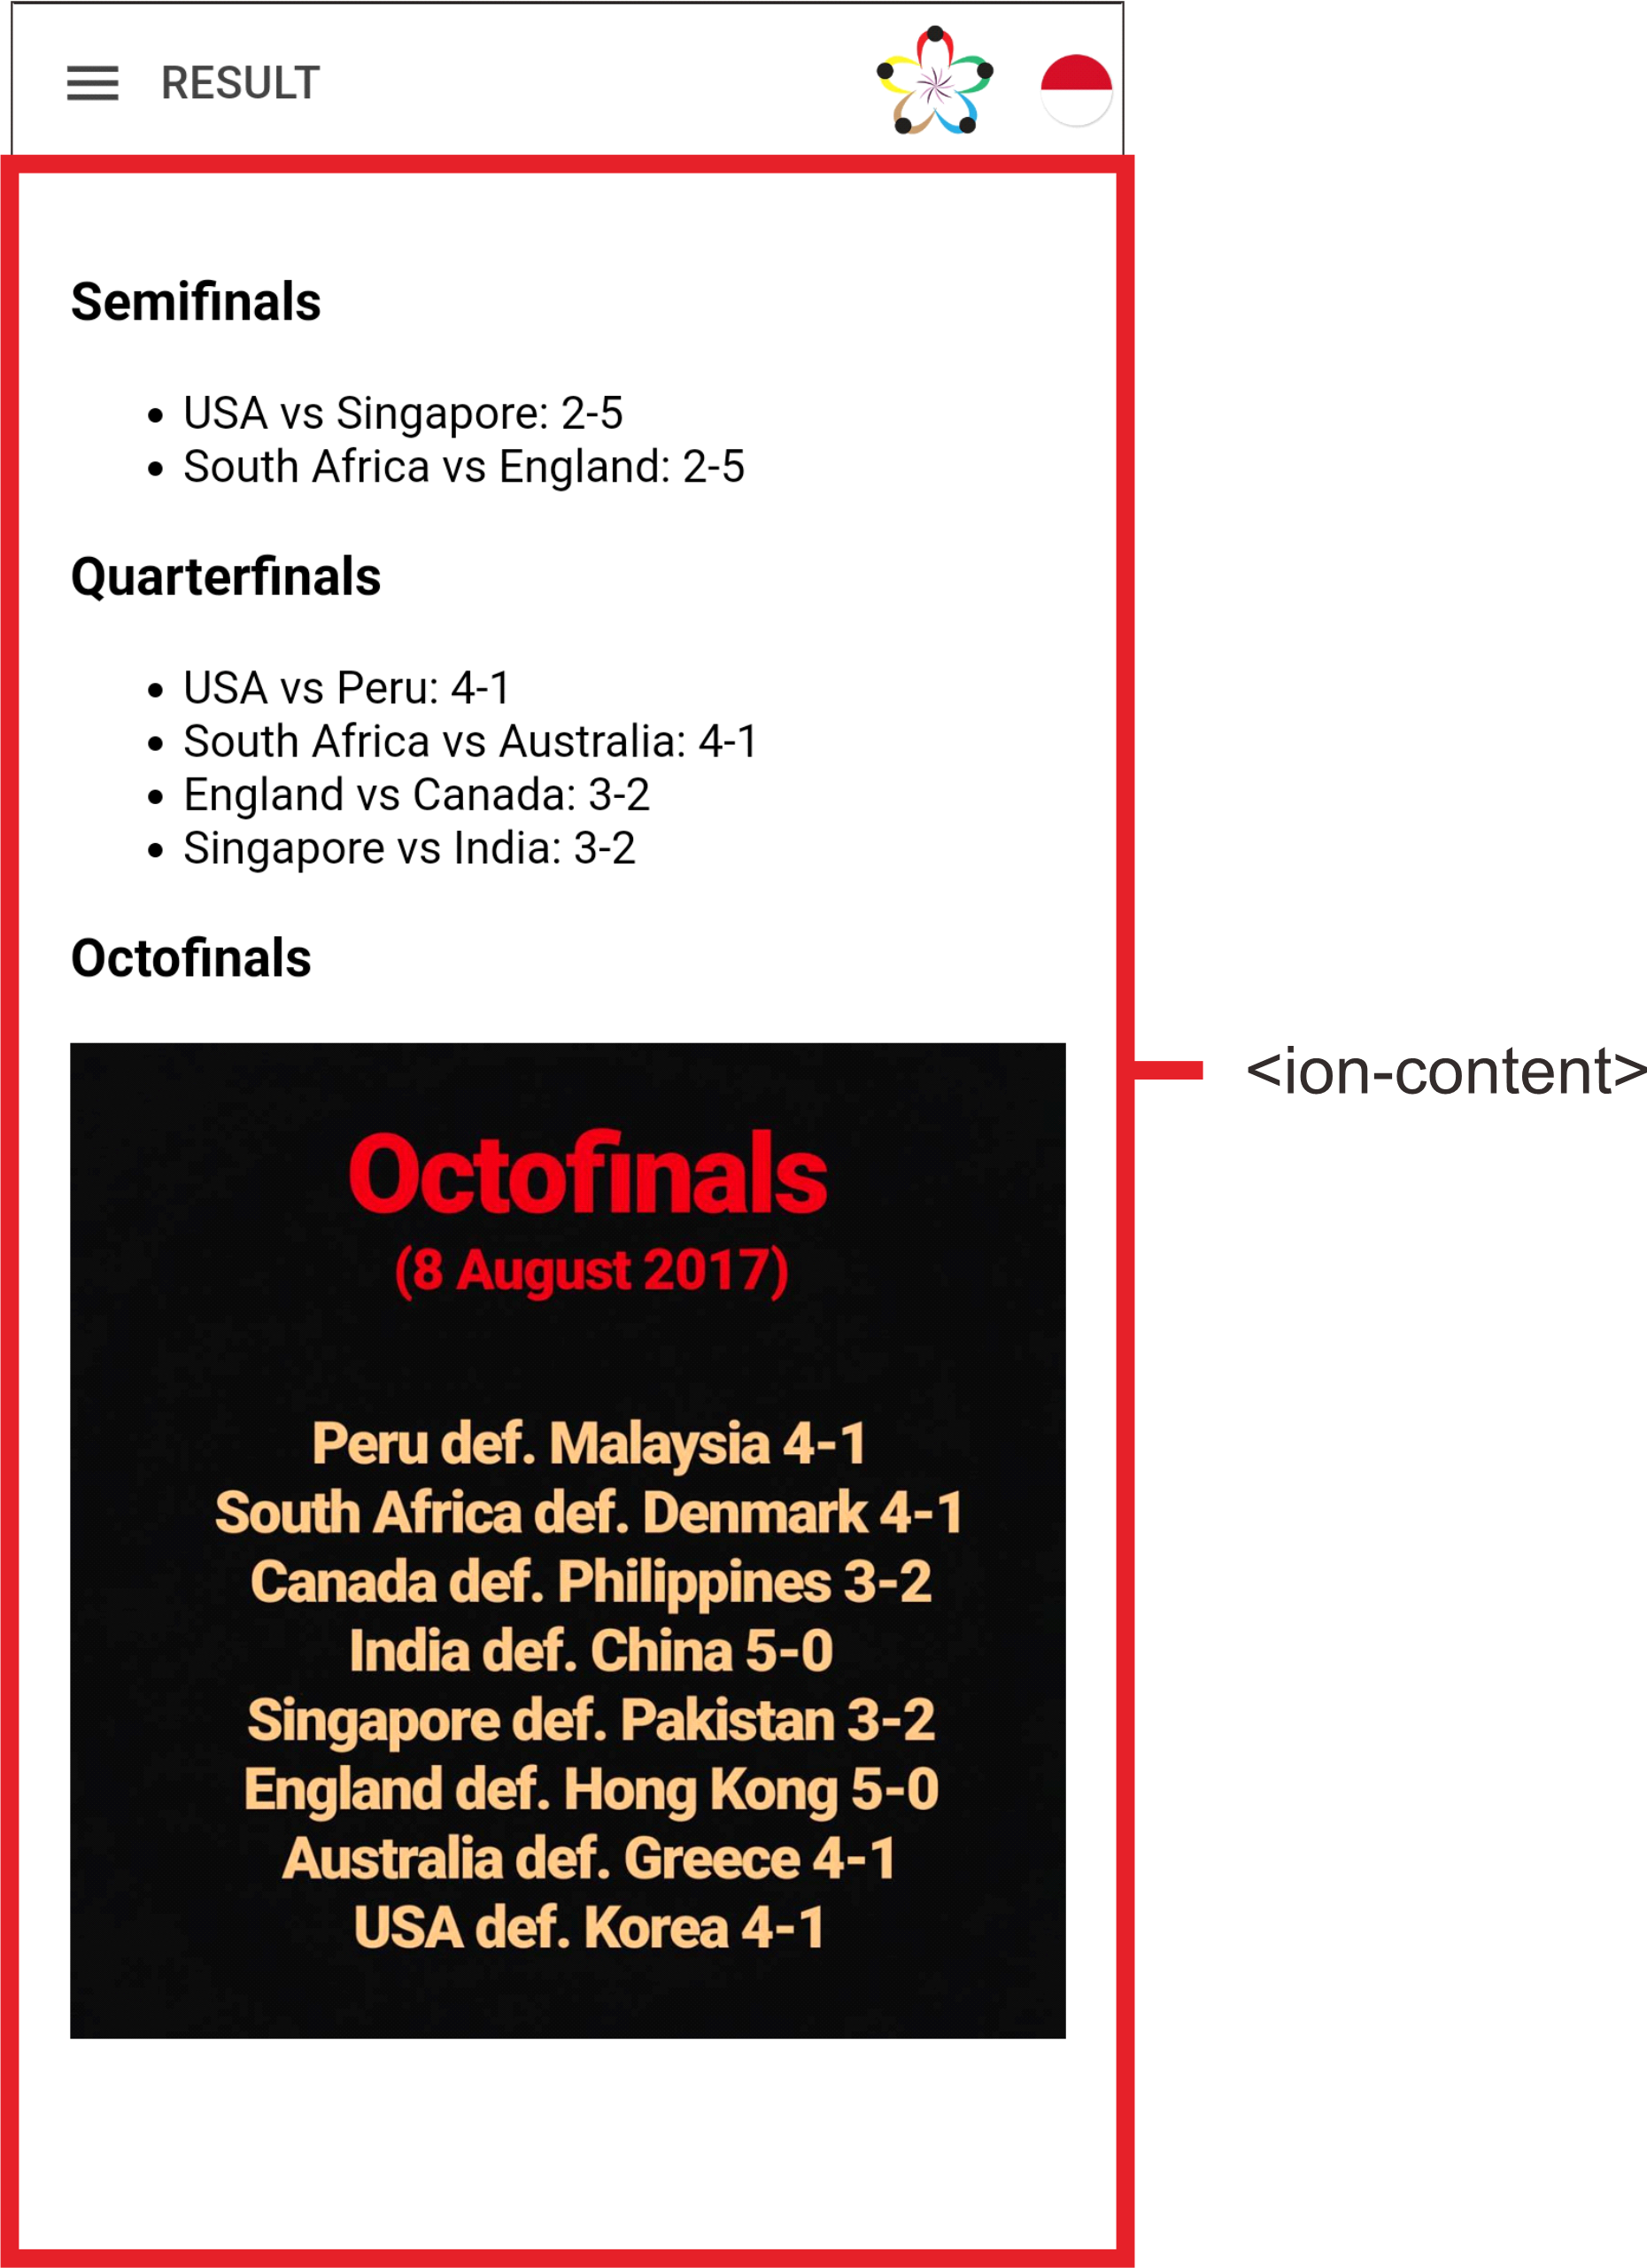 RESULT
Semifinals
• USA vs Singapore: 2-5
• South Africa vs England: 2-5
Quarterfinals
• USA vs Peru: 4-1
• South Africa vs Australia: 4-1
• England vs Canada: 3-2
• Singapore vs India: 3-2
Octofinals
<ion-content>
Octofinals
(8 August 2017)
Peru def. Malaysia 4-1
South Africa def. Denmark 4-1
Canada def. Philippines 3-2
India def. China 5-0
Singapore def. Pakistan 3-2
England def. Hong Kong 5-0
Australia def. Greece 4-1
USA def. Korea 4-1